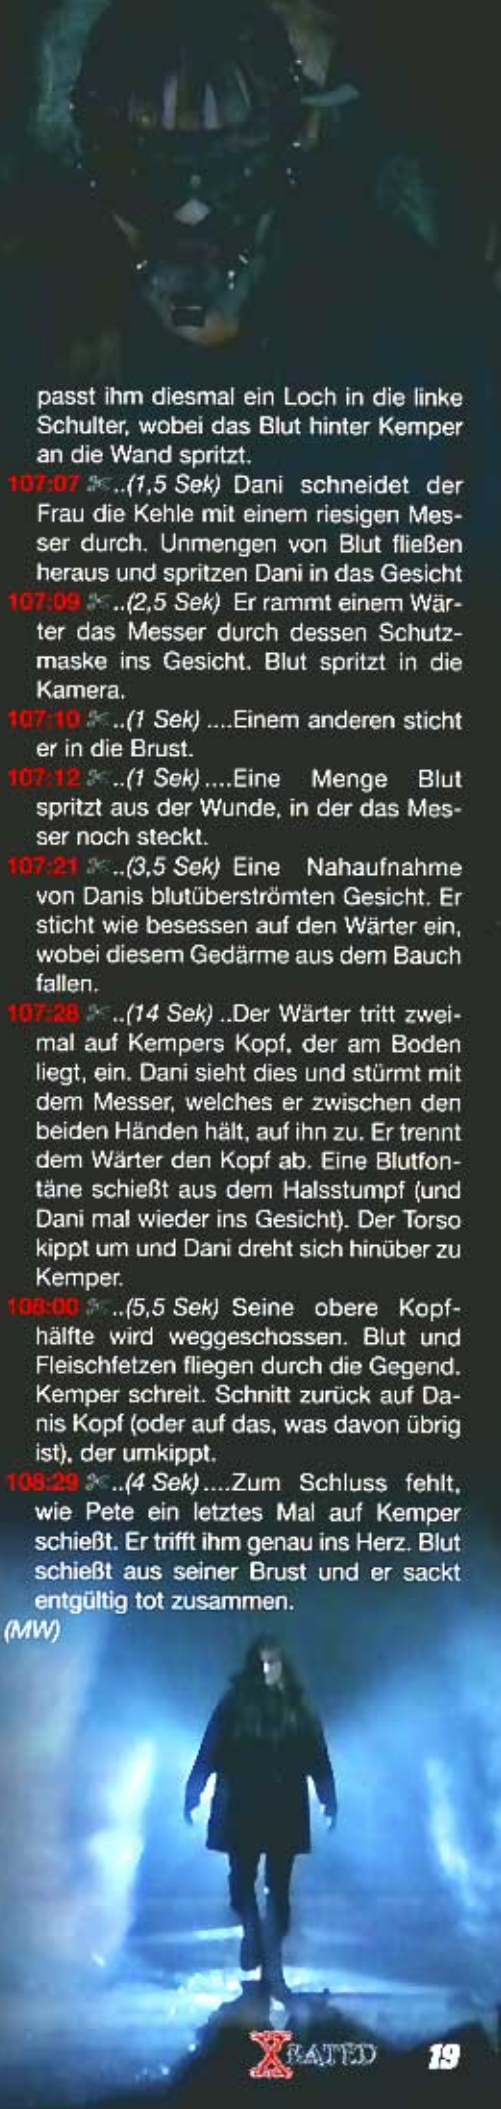 passt ihm diesmal ein Loch in die linke
Schulter, wobei das Blut hinter Kemper
an die Wand spritzt.
107:07 ✂..(1,5 Sek) Dani schneidet der
Frau die Kehle mit einem riesigen Mes-
ser durch. Unmengen von Blut fließen
heraus und spritzen Dani in das Gesicht
107:09 ✂..(2,5 Sek) Er rammt einem Wär-
ter das Messer durch dessen Schutz-
maske ins Gesicht. Blut spritzt in die
Kamera.
107:10 ✂..(1 Sek) ....Einem anderen sticht
er in die Brust.
107:12 ✂..(1 Sek)....Eine Menge Blut
spritzt aus der Wunde, in der das Mes-
ser noch steckt.
107:21 ✂..(3,5 Sek) Eine Nahaufnahme
von Danis blutüberströmten Gesicht. Er
sticht wie besessen auf den Wärter ein,
wobei diesem Gedärme aus dem Bauch
fallen.
107:28 ✂..(14 Sek) ..Der Wärter tritt zwei-
mal auf Kempers Kopf, der am Boden
liegt, ein. Dani sieht dies und stürmt mit
dem Messer, welches er zwischen den
beiden Händen hält, auf ihn zu. Er trennt
dem Wärter den Kopf ab. Eine Blutfon-
täne schießt aus dem Halsstumpf (und
Dani mal wieder ins Gesicht). Der Torso
kippt um und Dani dreht sich hinüber zu
Kemper.
108:00 ✂..(5,5 Sek) Seine obere Kopf-
hälfte wird weggeschossen. Blut und
Fleischfetzen fliegen durch die Gegend.
Kemper schreit. Schnitt zurück auf Da-
nis Kopf (oder auf das, was davon übrig
ist), der umkippt.
108:29 ✂..(4 Sek)....Zum Schluss fehlt,
wie Pete ein letztes Mal auf Kemper
schießt. Er trifft ihm genau ins Herz. Blut
schießt aus seiner Brust und er sackt
entgültig tot zusammen.
(MW)
X RATED 19